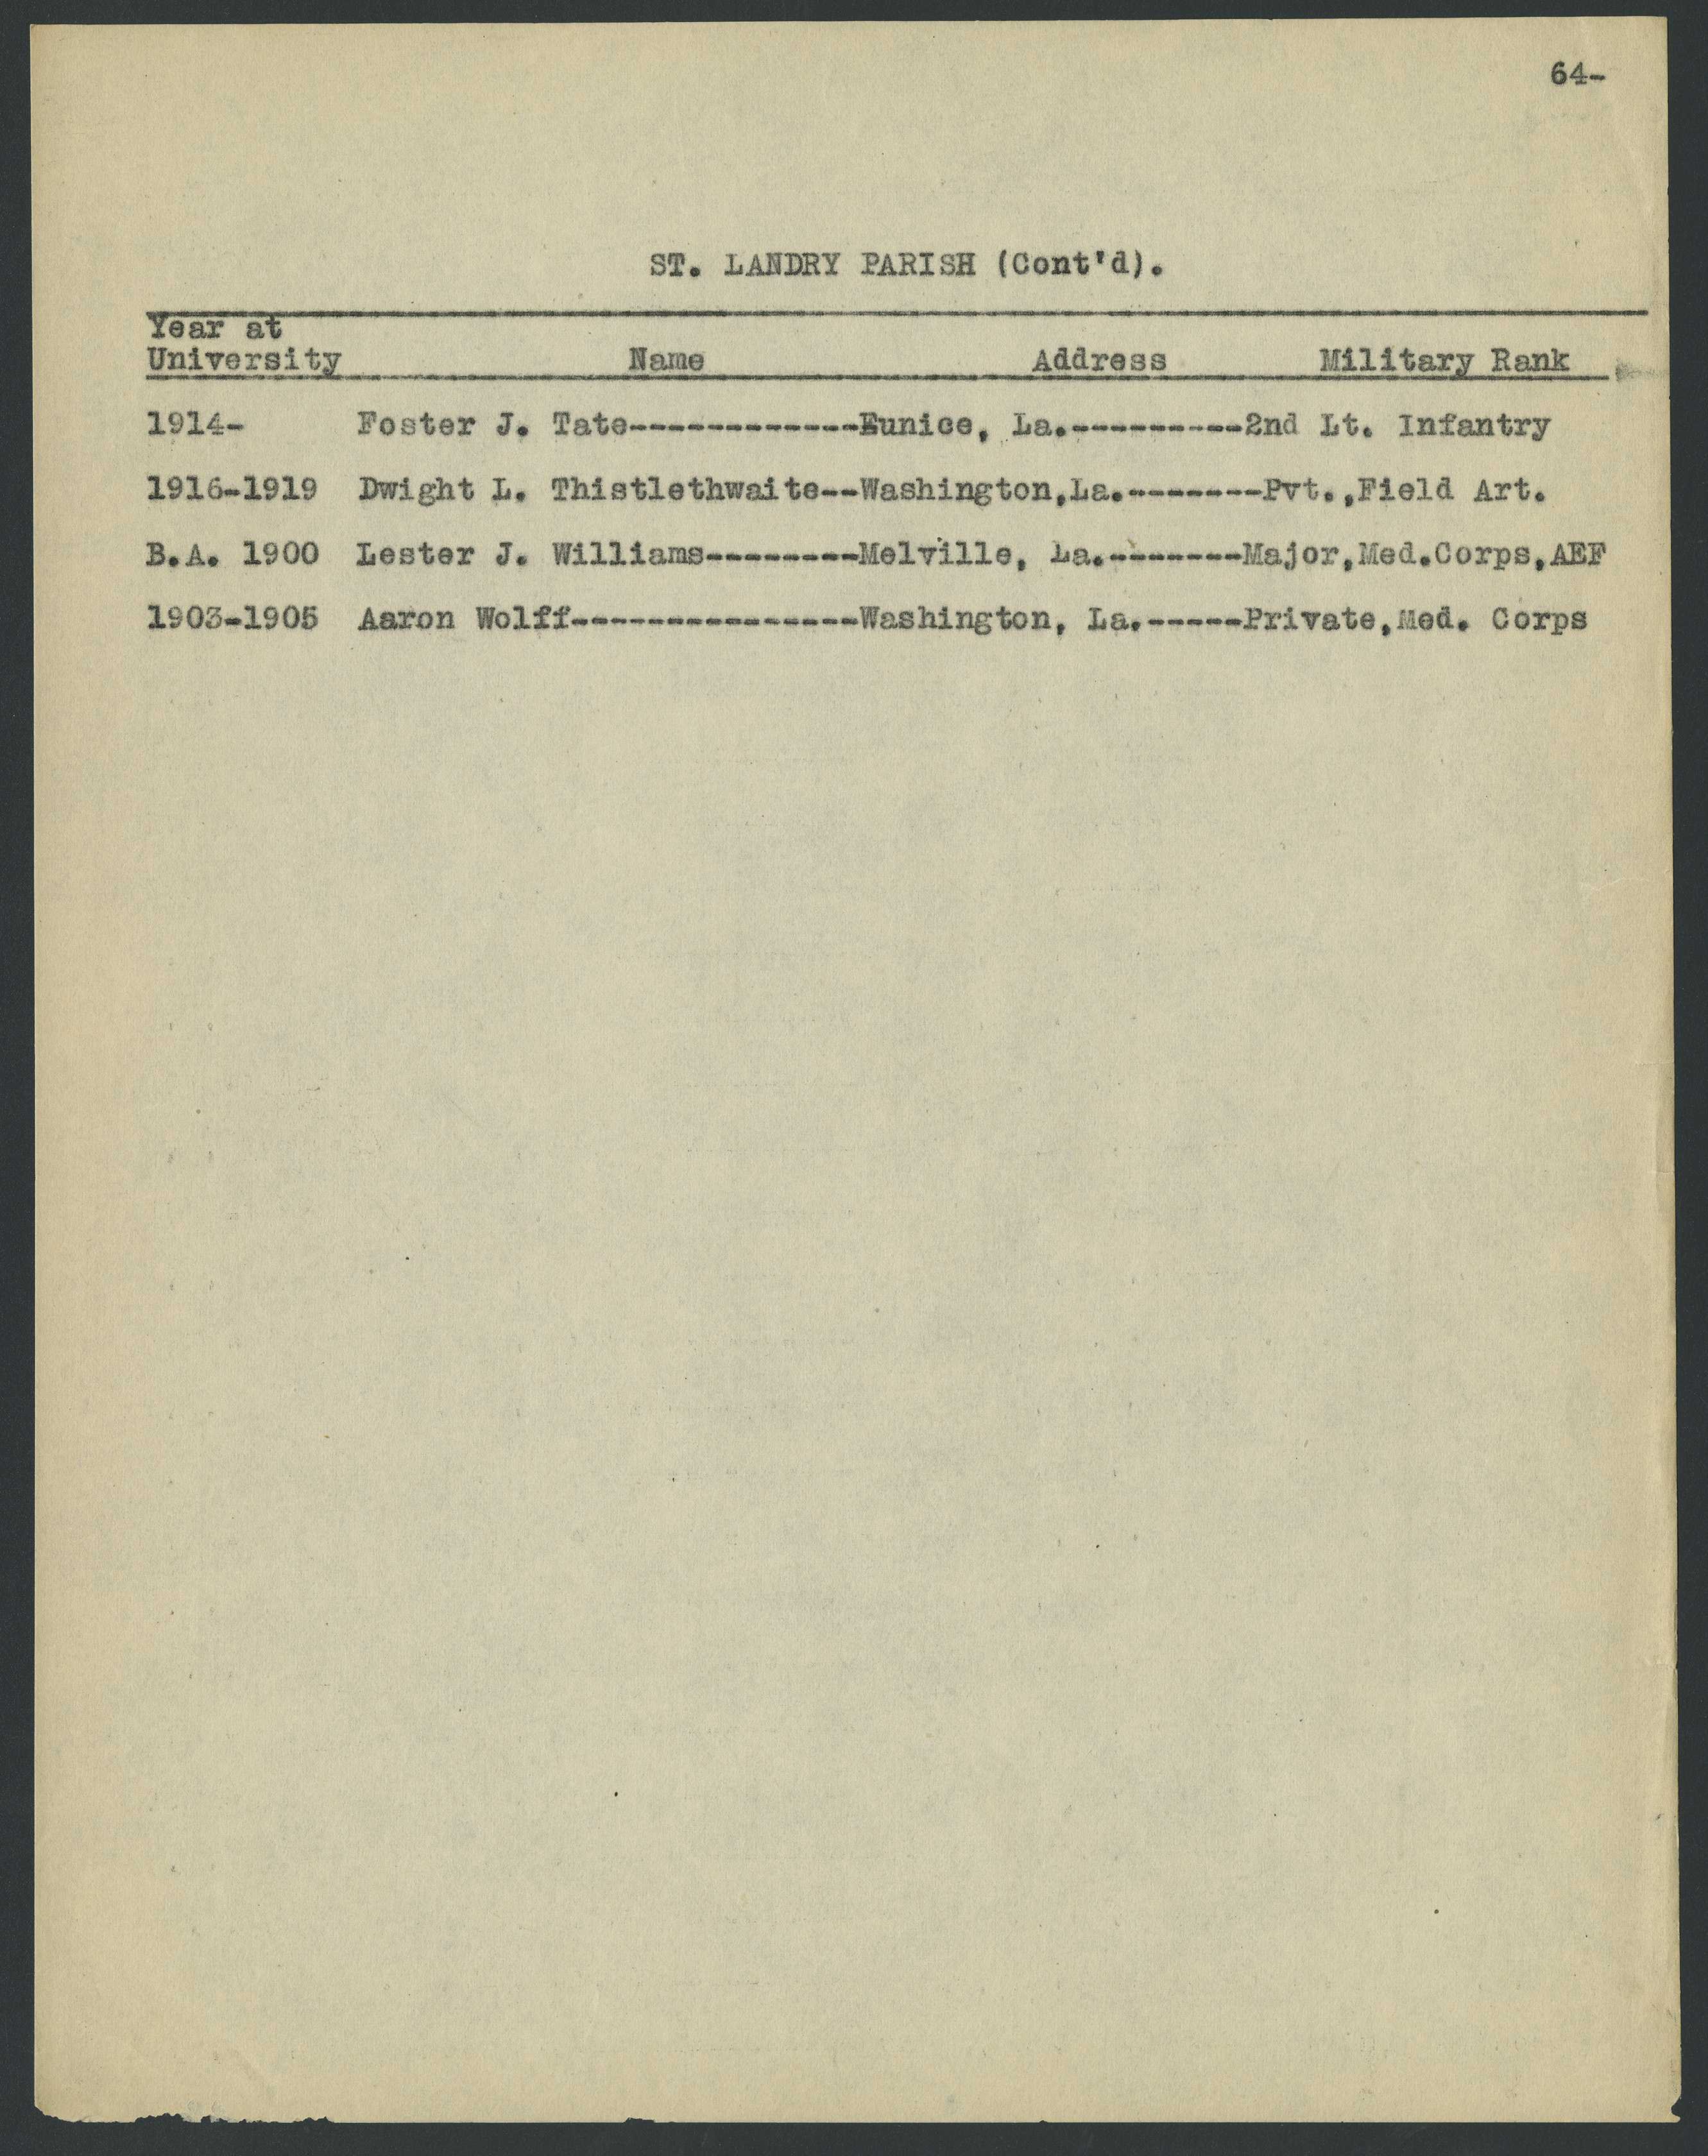 64-
ST. LANDRY PARISH (Cont'd).
Year at
University Name Address Military Rank
1914- Foster J. Tate------------Eunice, La.---------2nd Lt. Infantry
1916-1919 Dwight L. Thistlethwaite--Washington,La.-------Pvt.,Field Art.
B.A. 1900 Lester J. Williams--------Melville, La.-------Major,Med.Corps,AEF
1903-1905 Aaron Wolff---------------Washington, La.-----Private,Med. Corps